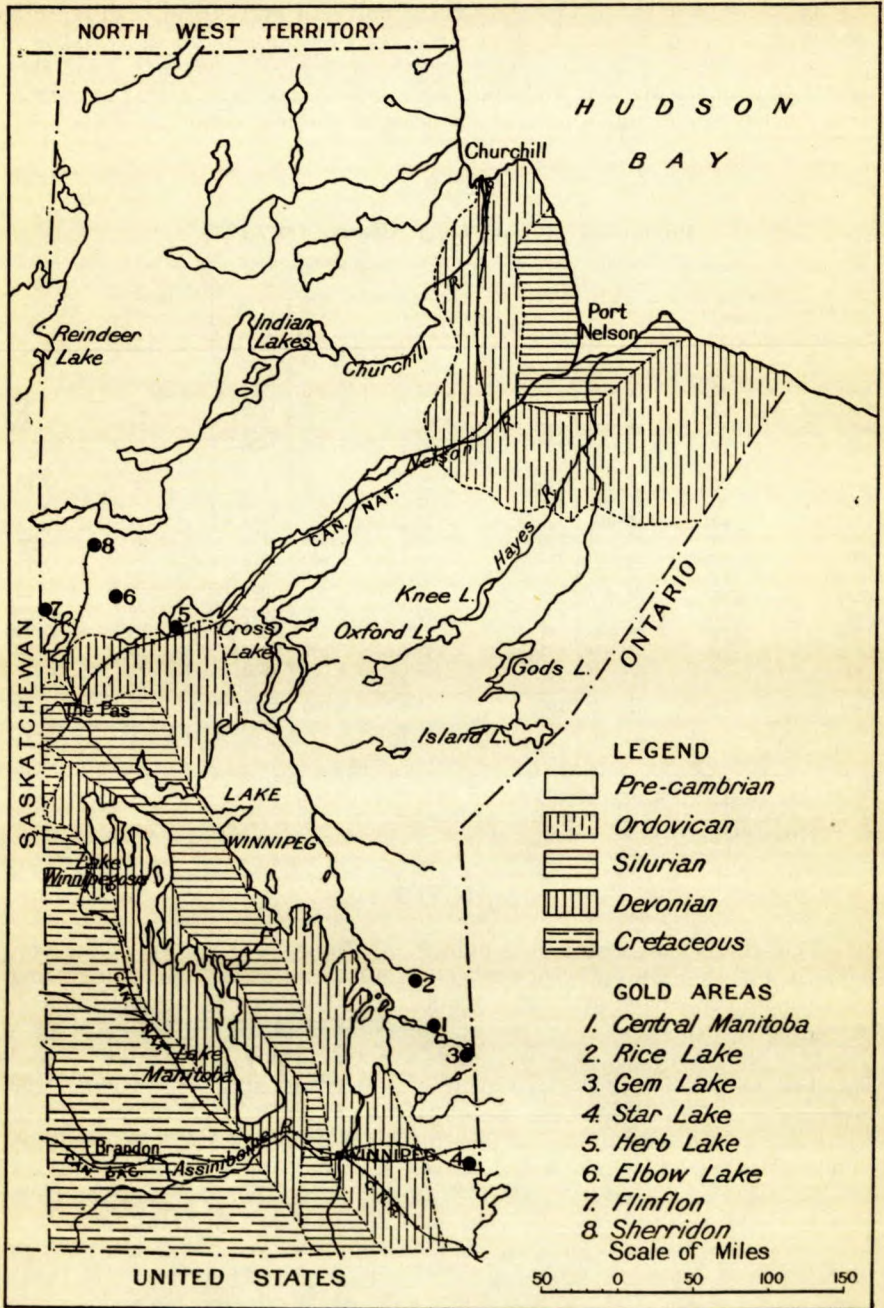 NORTH WEST TERRITORY
HUDSON
BAY
Churchill
Port
Nelson
Reindeer
Lake
Indian
Lakes
Churchill
R.
Nelson
R.
CAN. NAT.
Hayes R.
8
6
7
5
Cross
Lake
Knee L.
Oxford L.
Gods L.
Island L.
ONTARIO
SASKATCHEWAN
The Pas
LAKE
WINNIPEG
Lake
Winnipegosis
CAN. NAT.
Lake
Manitoba
2
1
3
Brandon
CAN. PAC.
Assiniboine R.
WINNIPEG
4
C.P.R.
UNITED STATES
LEGEND
Pre-cambrian
Ordovican
Silurian
Devonian
Cretaceous
GOLD AREAS
1. Central Manitoba
2. Rice Lake
3. Gem Lake
4. Star Lake
5. Herb Lake
6. Elbow Lake
7. Flinflon
8. Sherridon
Scale of Miles
50 0 50 100 150